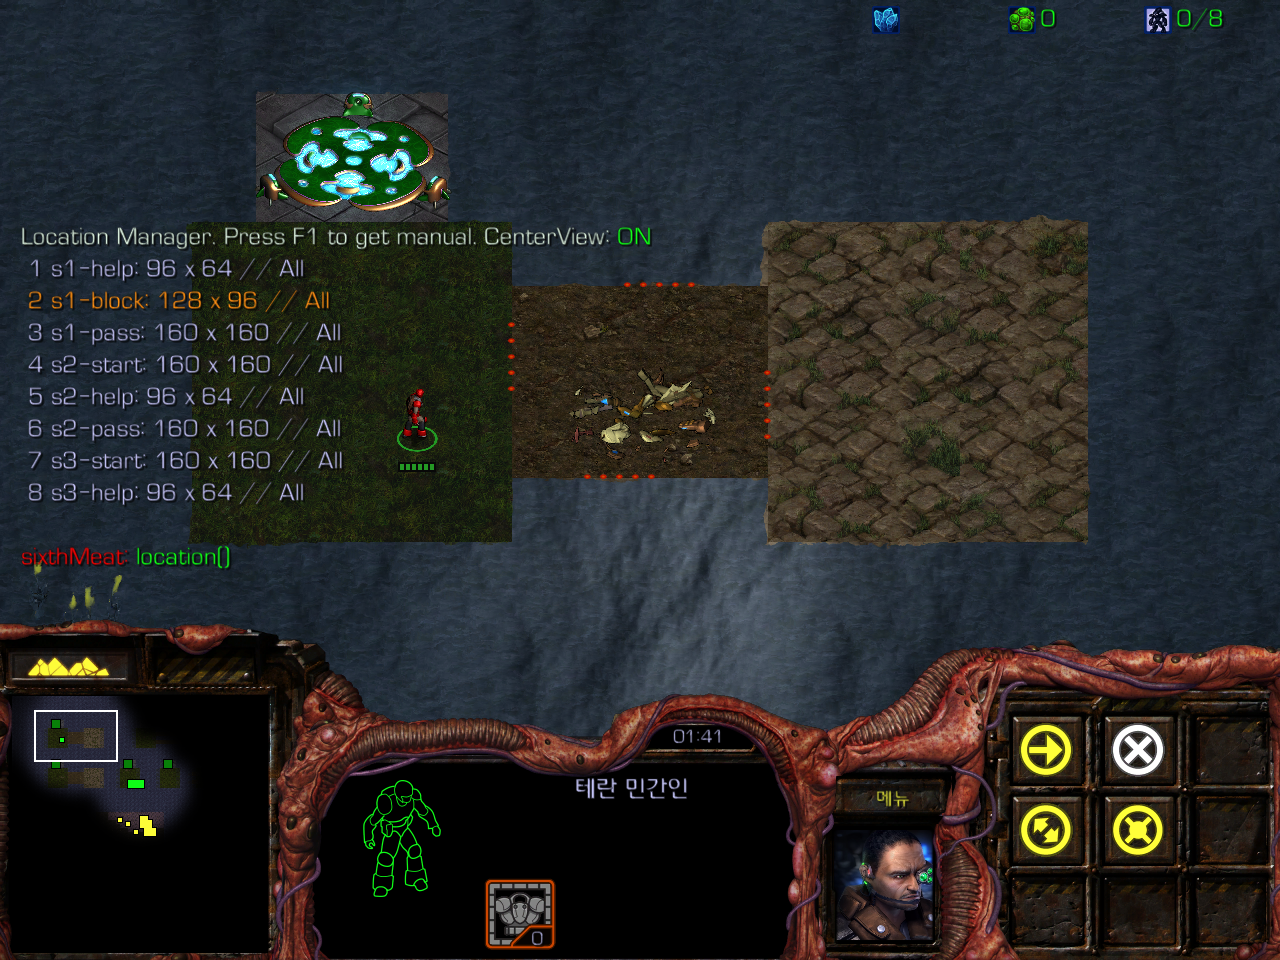 0
0/8
Location Manager. Press F1 to get manual. CenterView: ON
1 s1-help: 96 x 64 // All
2 s1-block: 128 x 96 // All
3 s1-pass: 160 x 160 // All
4 s2-start: 160 x 160 // All
5 s2-help: 96 x 64 // All
6 s2-pass: 160 x 160 // All
7 s3-start: 160 x 160 // All
8 s3-help: 96 x 64 // All
sixthMeat: location()
01:41
테란 민간인
메뉴
0